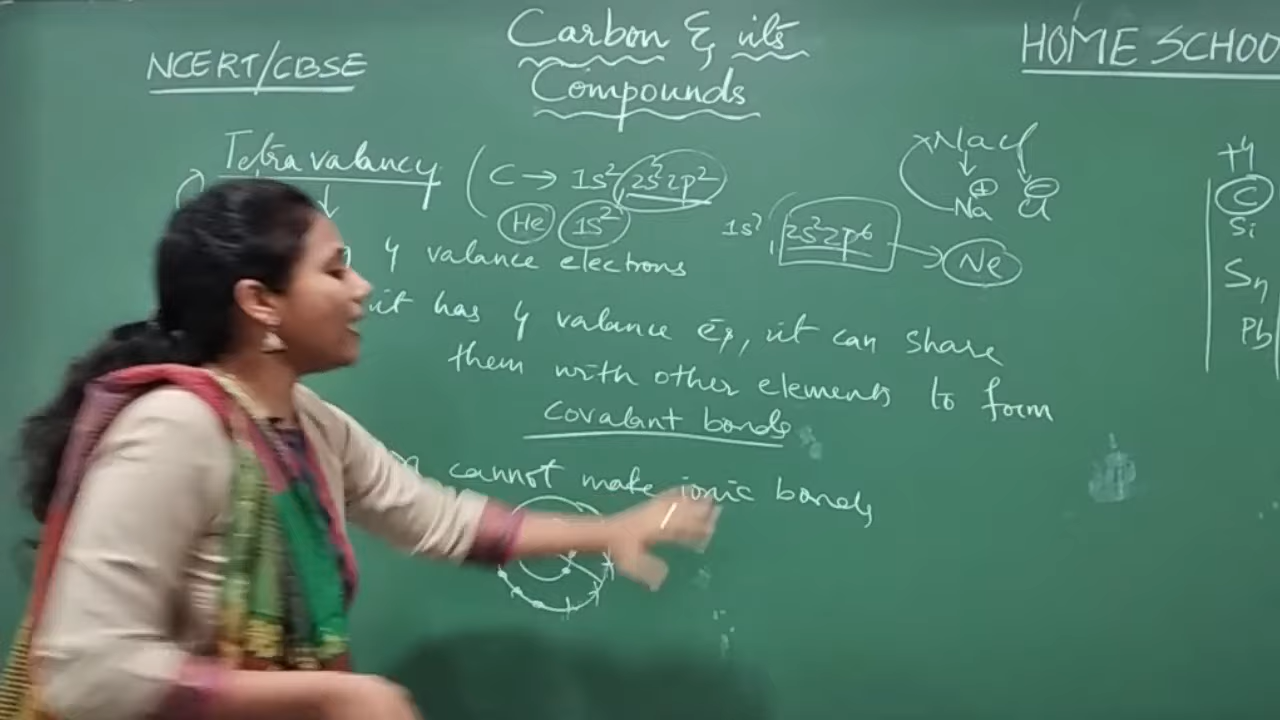 NCERT/CBSE
Carbon & its
Compounds
HOME SCHOO
Tetravalancy
C → 1s² 2s² 2p²
He 1s²
1s², 2s² 2p⁶ → Ne
NaCl
Na⊕ Cl⊖
+4
C
Si
Sn
Pb
4 valance electrons
it has 4 valance e⁻s, it can share
them with other elements to form
covalant bonds
cannot make ionic bonds